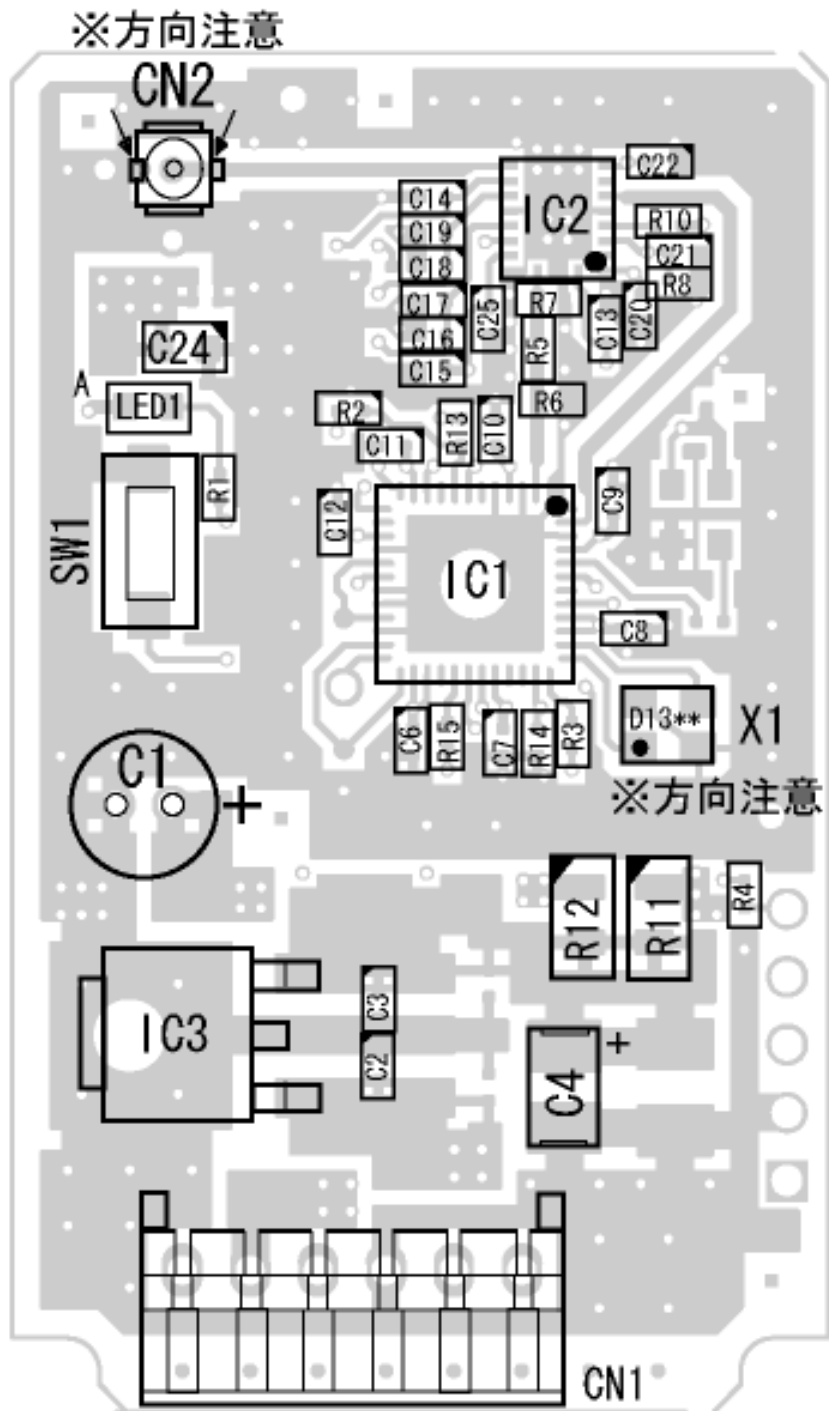 ※方向注意
CN2
C22
C14
IC2
C19
R10
C18
C21
R8
C17
C25
R7
C13
C20
C16
R5
C24
C15
A
LED1
R2
R13
C10
R6
C11
R1
C12
C9
SW1
IC1
C8
D13**
X1
C6
R15
C7
R14
R3
※方向注意
C1
+
R12
R11
R4
IC3
C3
C2
C4
+
CN1